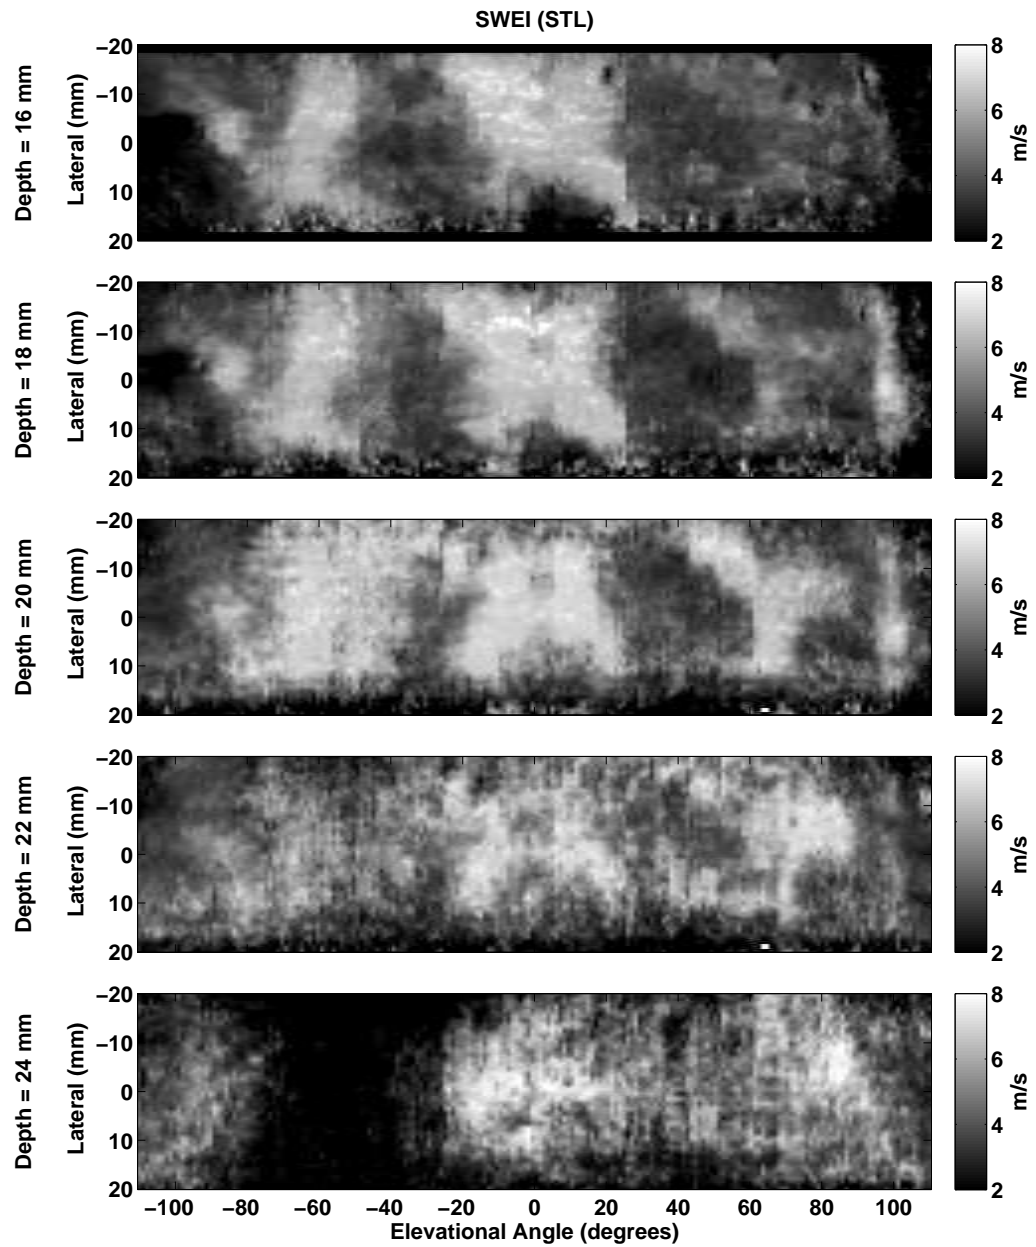 SWEI (STL)
Depth = 16 mm
Lateral (mm)
−20
−10
0
10
20
8
6
4
2
m/s
Depth = 18 mm
Lateral (mm)
−20
−10
0
10
20
8
6
4
2
m/s
Depth = 20 mm
Lateral (mm)
−20
−10
0
10
20
8
6
4
2
m/s
Depth = 22 mm
Lateral (mm)
−20
−10
0
10
20
8
6
4
2
m/s
Depth = 24 mm
Lateral (mm)
−20
−10
0
10
20
8
6
4
2
m/s
−100 −80 −60 −40 −20 0 20 40 60 80 100
Elevational Angle (degrees)